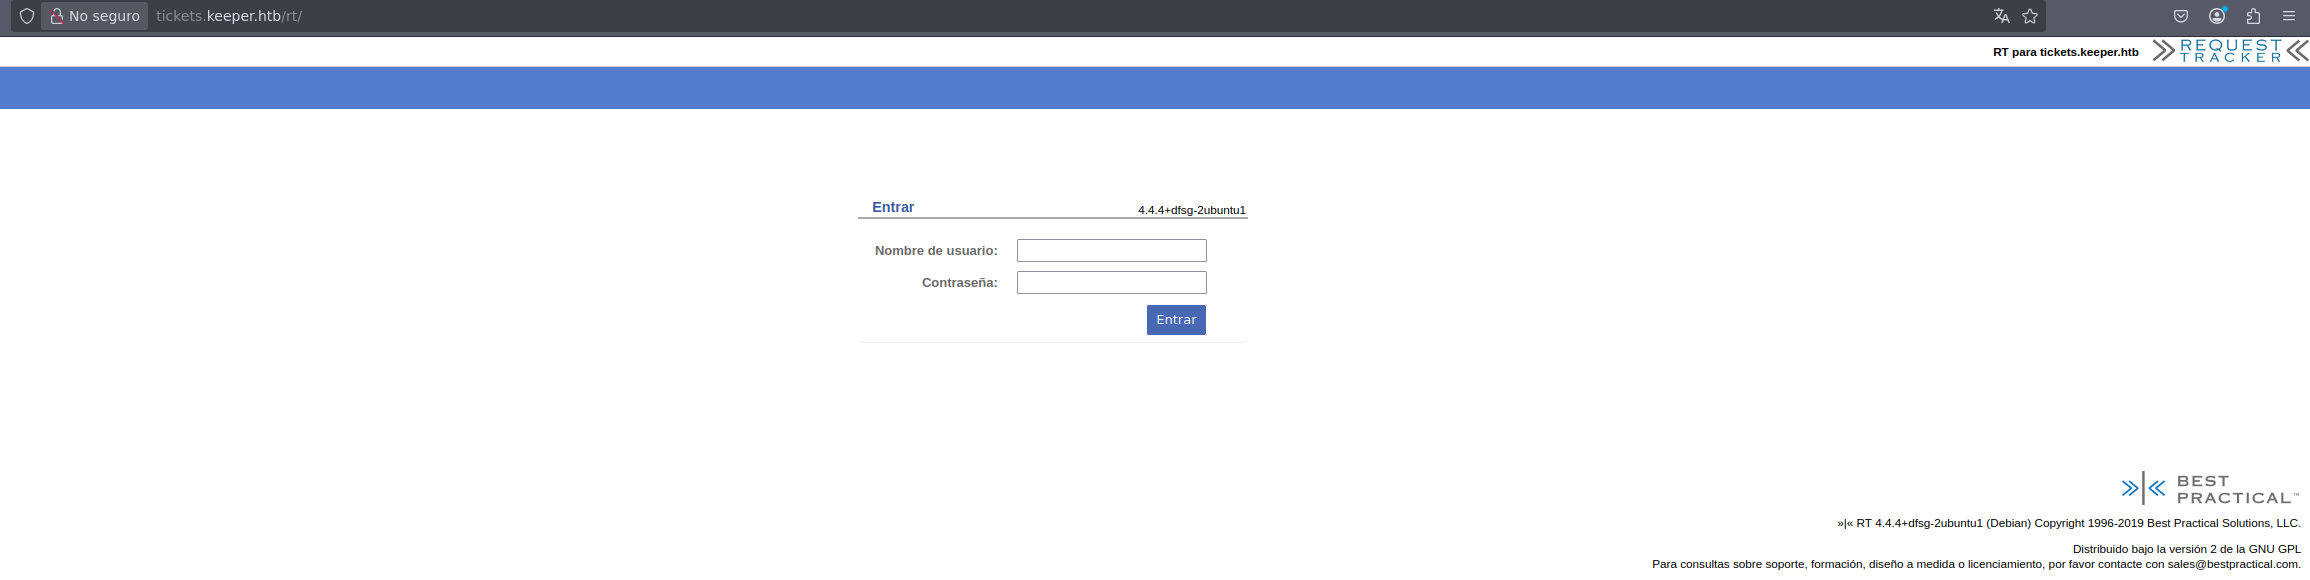 No seguro tickets.keeper.htb/rt/
RT para tickets.keeper.htb
REQUEST
TRACKER
Entrar
4.4.4+dfsg-2ubuntu1
Nombre de usuario:
Contraseña:
Entrar
BEST
PRACTICAL™
»|« RT 4.4.4+dfsg-2ubuntu1 (Debian) Copyright 1996-2019 Best Practical Solutions, LLC.
Distribuido bajo la versión 2 de la GNU GPL
Para consultas sobre soporte, formación, diseño a medida o licenciamiento, por favor contacte con sales@bestpractical.com.